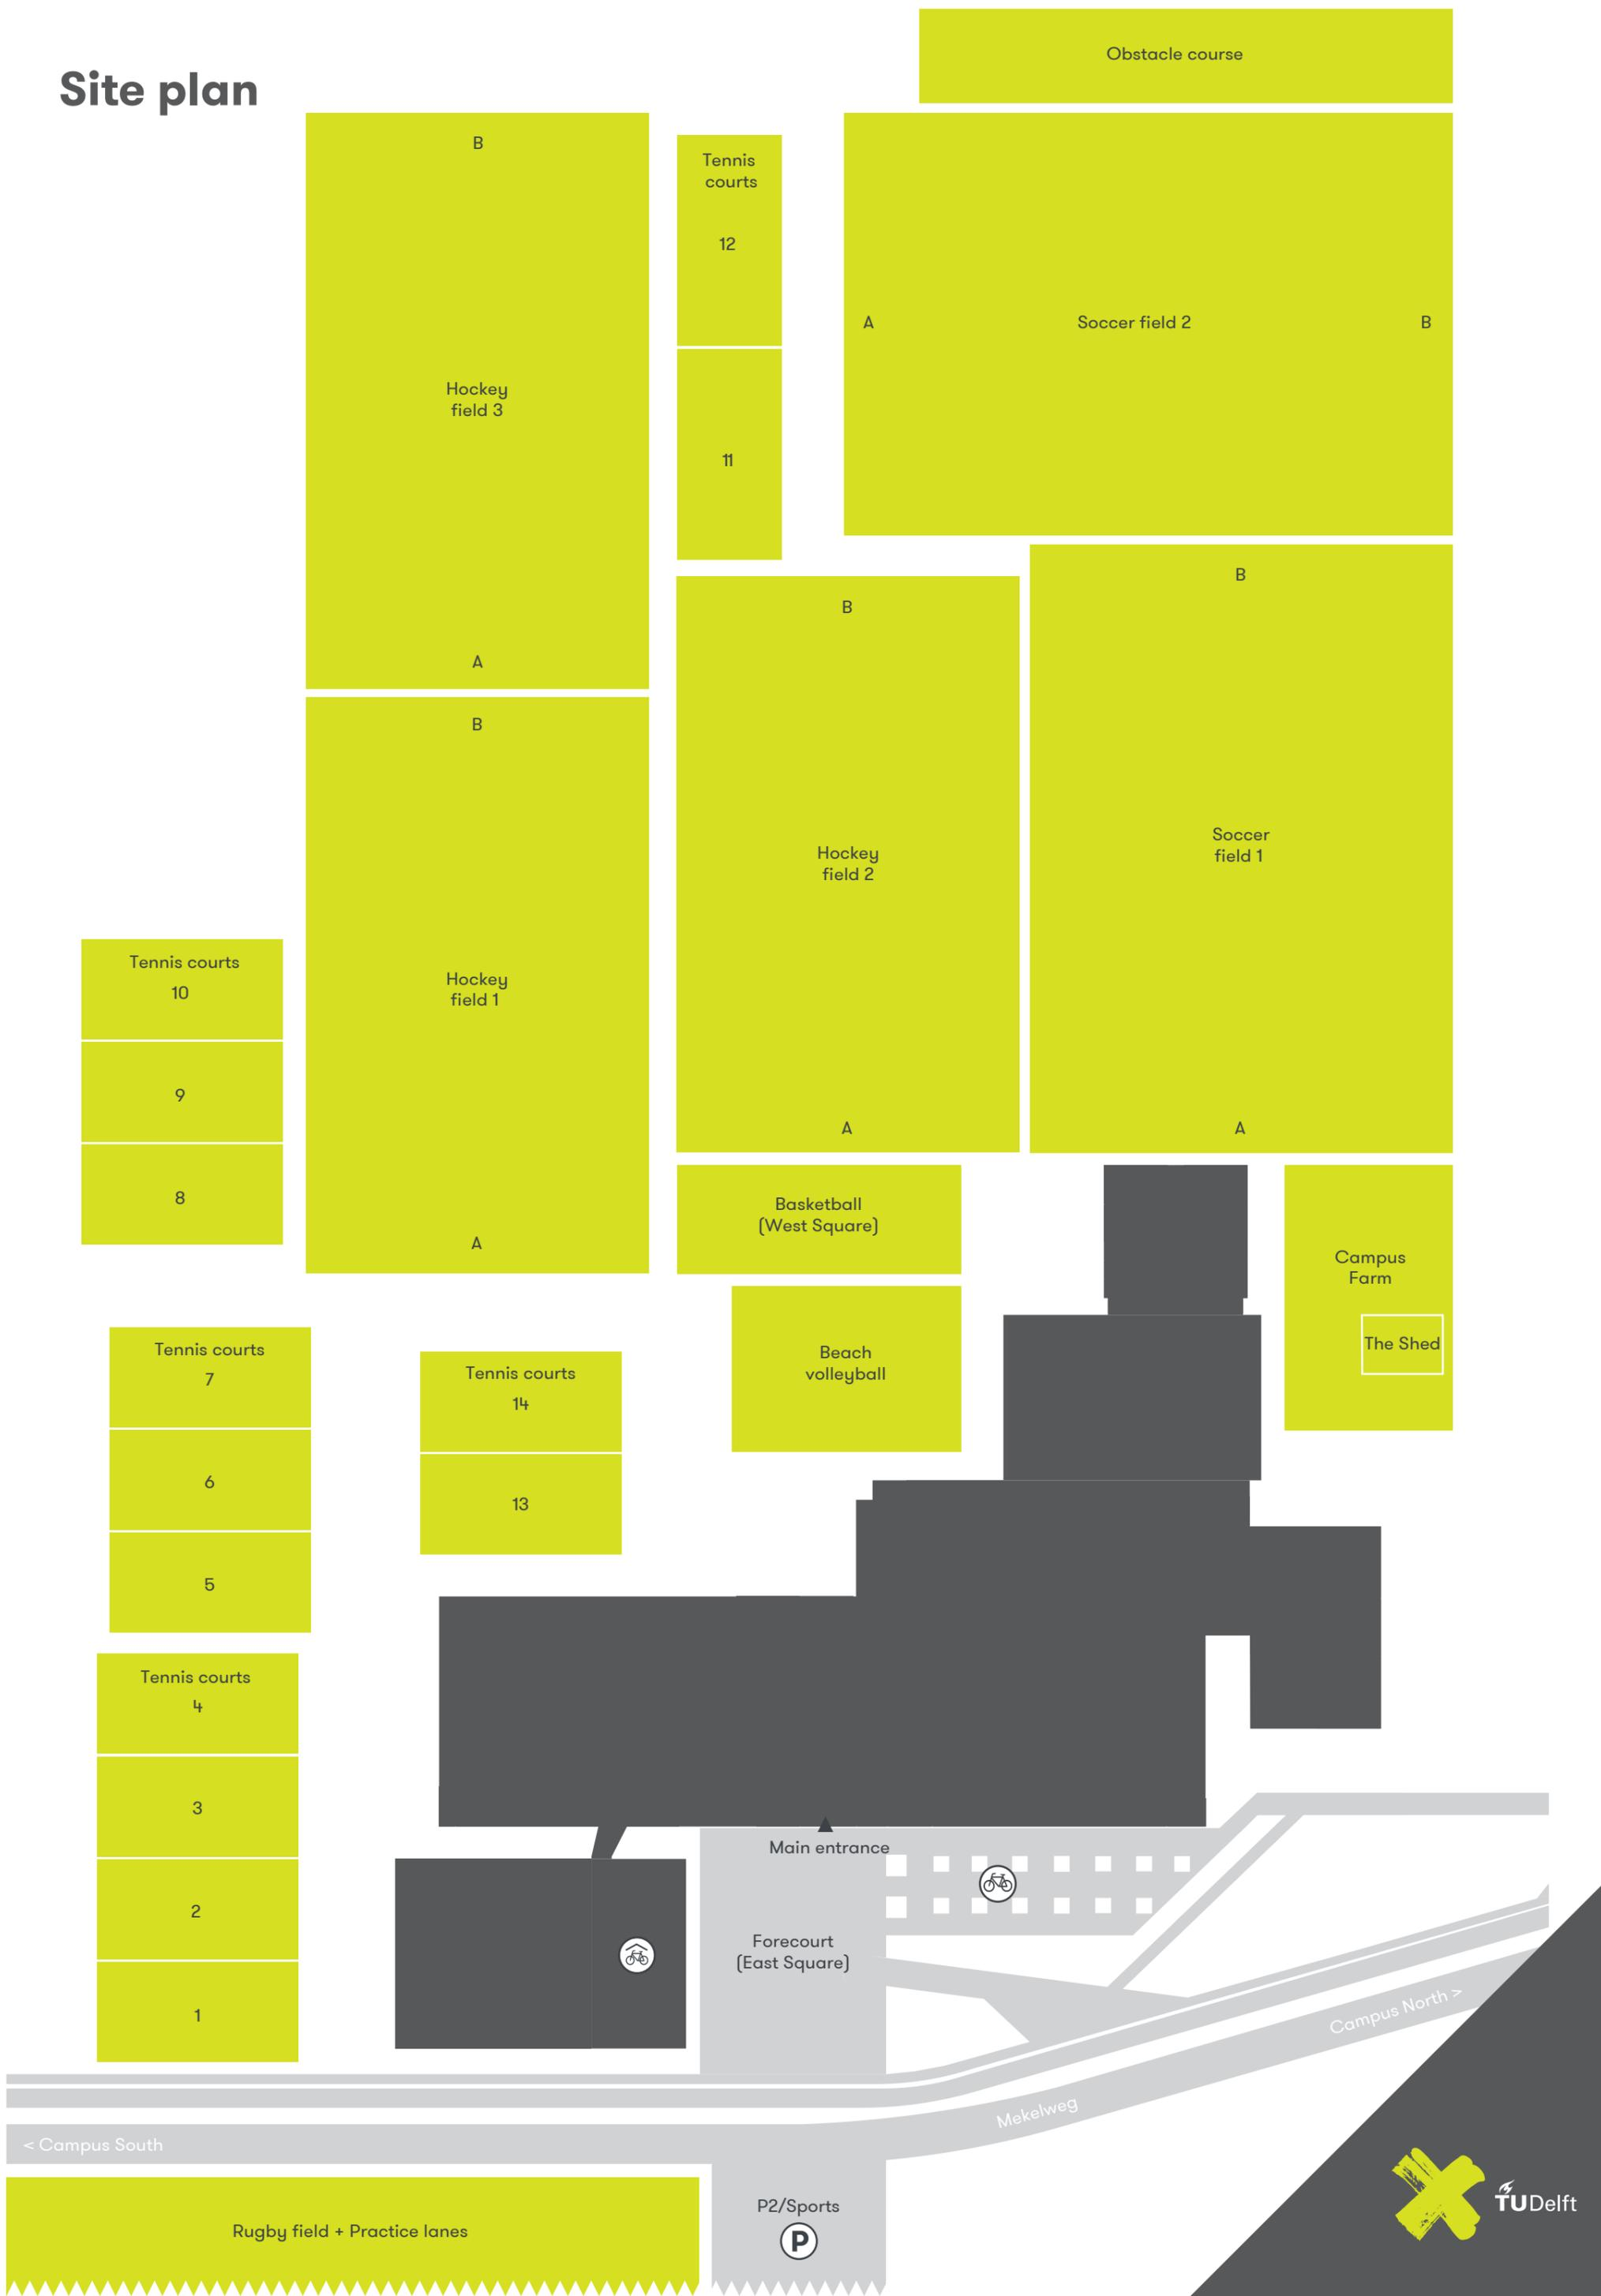 Site plan
Obstacle course
B
Tennis
courts
12
11
A
Soccer field 2
B
Hockey
field 3
A
B
Hockey
field 1
A
B
Hockey
field 2
A
B
Soccer
field 1
A
Tennis courts
10
9
8
Basketball
(West Square)
Campus
Farm
The Shed
Beach
volleyball
Tennis courts
7
6
5
Tennis courts
14
13
Tennis courts
4
3
2
1
Main entrance
Forecourt
(East Square)
Campus North >
Mekelweg
< Campus South
P2/Sports
P
Rugby field + Practice lanes
TUDelft